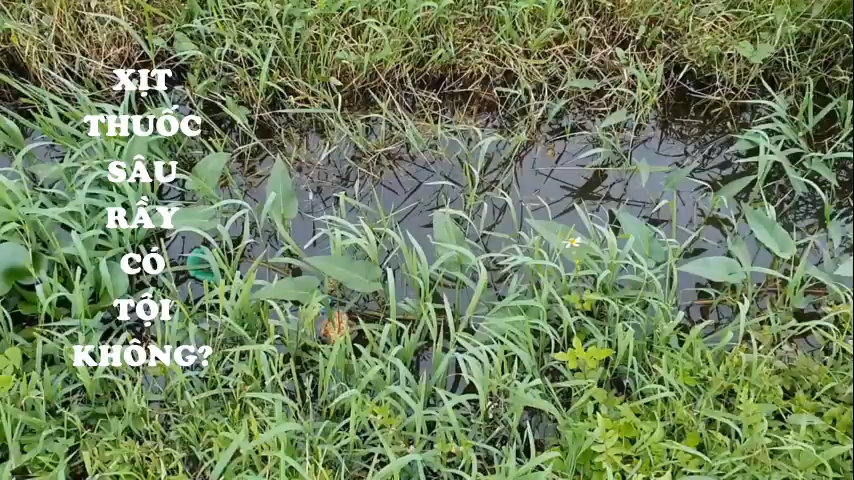 XỊT
THUỐC
SÂU
RẦY
CÓ
TỘI
KHÔNG?